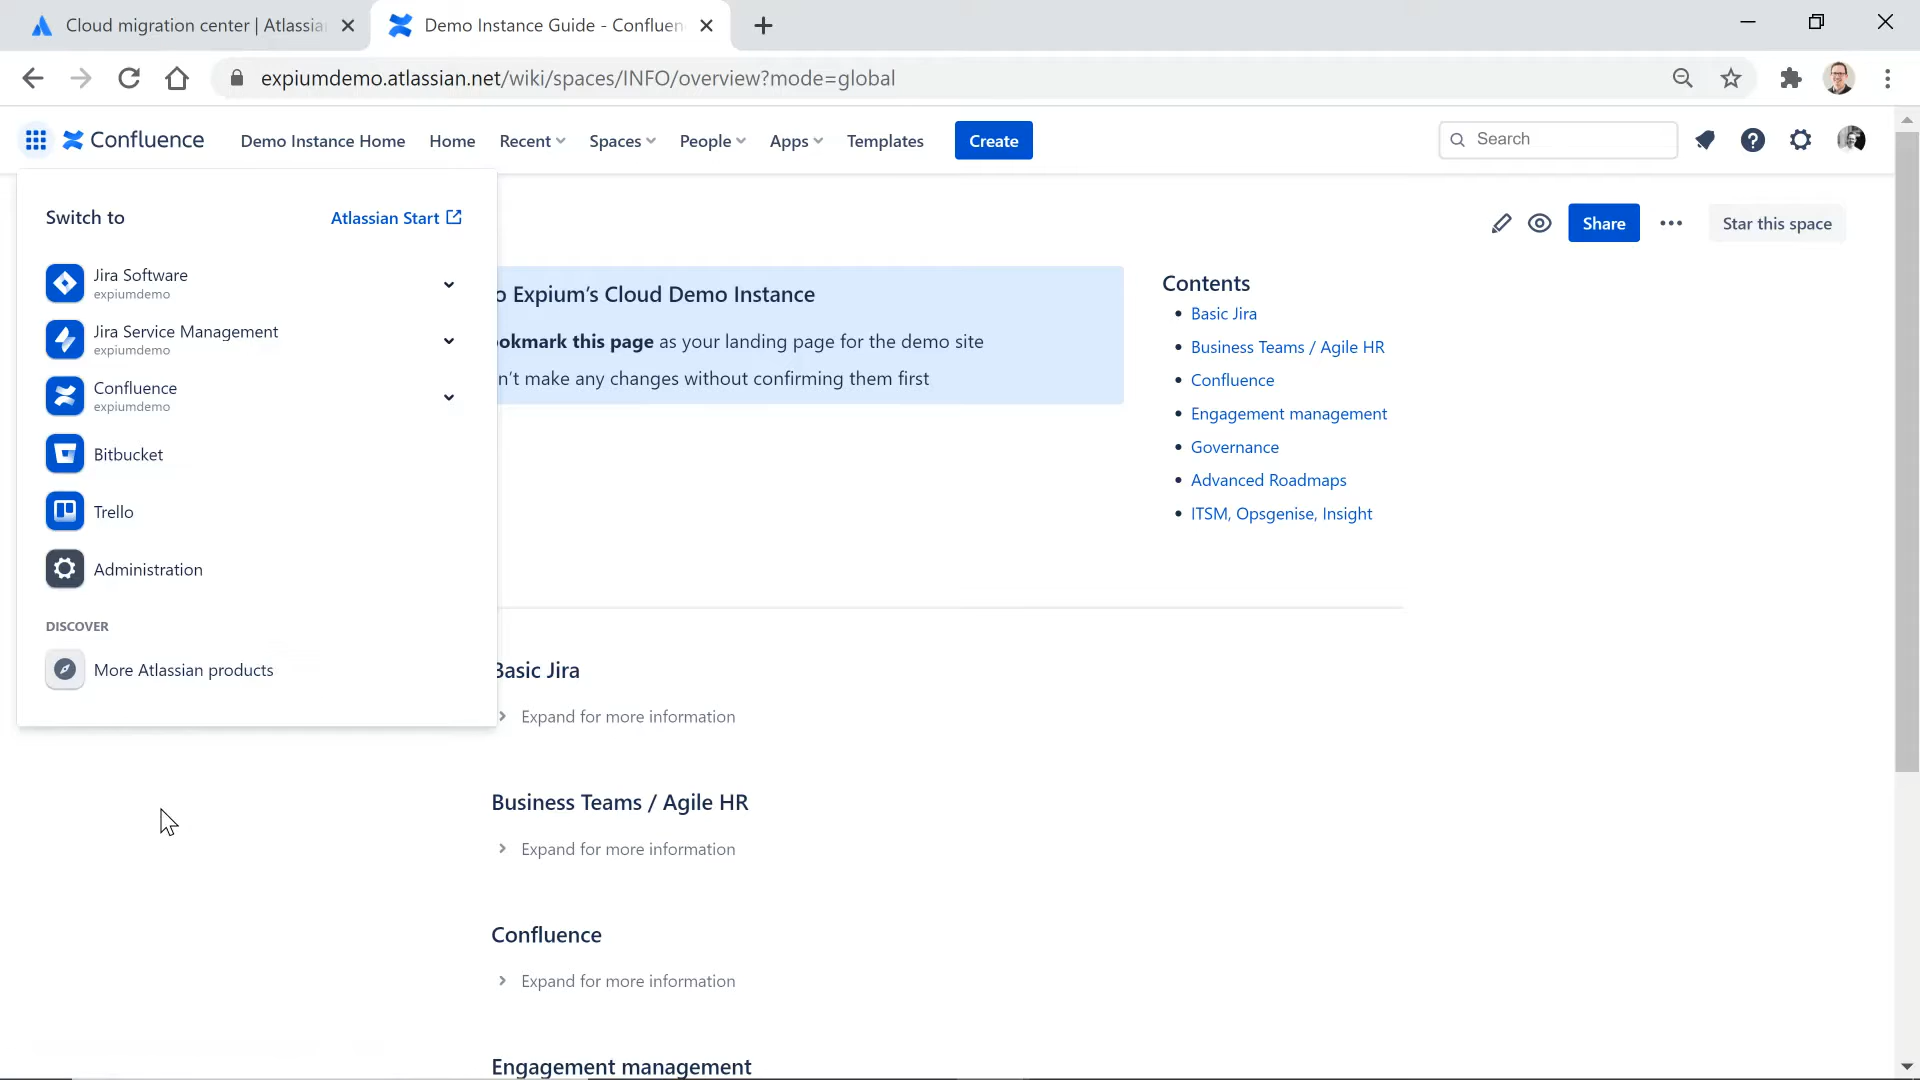 Cloud migration center | Atlassia
Demo Instance Guide - Confluen
expiumdemo.atlassian.net/wiki/spaces/INFO/overview?mode=global
Confluence
Demo Instance Home
Home
Recent
Spaces
People
Apps
Templates
Create
Search
Switch to
Atlassian Start
Jira Software
expiumdemo
Jira Service Management
expiumdemo
Confluence
expiumdemo
Bitbucket
Trello
Administration
DISCOVER
More Atlassian products
Share
Star this space
o Expium’s Cloud Demo Instance
ookmark this page as your landing page for the demo site
n’t make any changes without confirming them first
Contents
• Basic Jira
• Business Teams / Agile HR
• Confluence
• Engagement management
• Governance
• Advanced Roadmaps
• ITSM, Opsgenise, Insight
Basic Jira
Expand for more information
Business Teams / Agile HR
Expand for more information
Confluence
Expand for more information
Engagement management